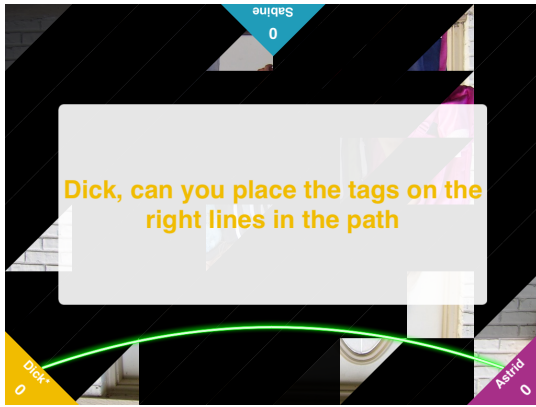 Sabine
0
Dick, can you place the tags on the
right lines in the path
Dick*
0
Astrid
0